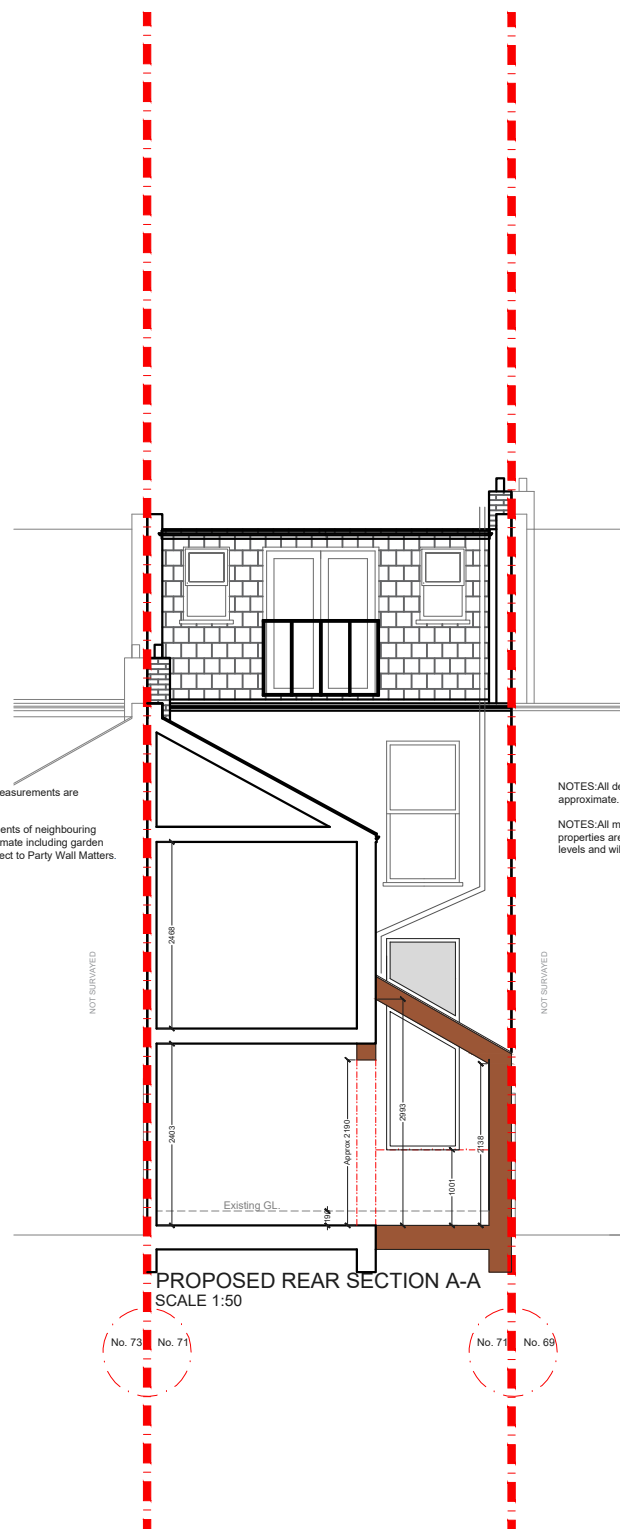 easurements are
ents of neighbouring
mate including garden
ect to Party Wall Matters.
NOTES:All de
approximate.
NOTES:All m
properties are
levels and wil
NOT SURVAYED
NOT SURVAYED
2468
2403
Approx 2190
2993
2138
1001
Existing GL.
PROPOSED REAR SECTION A-A
SCALE 1:50
No. 73
No. 71
No. 71
No. 69